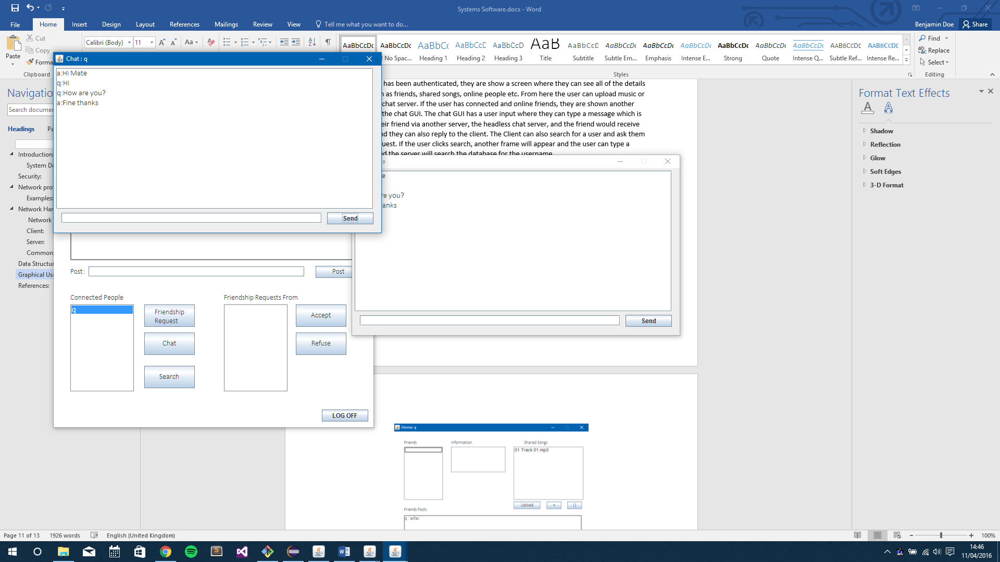 Systems Software.docx - Word
File
Home
Insert
Design
Layout
References
Mailings
Review
View
Tell me what you want to do...
Benjamin Doe
Share
Paste
Cut
Copy
Forma
Clipboard
Calibri (Body)
11
Aa
AaBbCcDc
AaBbCcDc
No Spac...
AaBbCc
Heading 1
AaBbCcD
Heading 2
AaBbCcD
Heading 3
AaB
Title
AaBbCcD
Subtitle
AaBbCcDc
Subtle Em...
AaBbCcDc
Emphasis
AaBbCcDc
Intense E...
AaBbCcDc
Strong
AaBbCcDc
Quote
AaBbCcDc
Intense Q...
AABBCCDE
Subtle Ref...
AABBCCDE
Intense Re...
Styles
Find
Replace
Select
Editing
Chat : q
a:Hi Mate
q:Hi
q:How are you?
a:Fine thanks
Send
Navigatio
Search documen
Headings
Pa
Introduction:
System De
Security:
Network pro
Examples:
Network Har
Network
Client:
Server:
Common:
Data Structur
Graphical Use
References:
has been authenticated, they are show a screen where they can see all of the details
as friends, shared songs, online people etc. From here the user can upload music or
chat server. If the user has connected and online friends, they are shown another
the chat GUI. The chat GUI has a user input where they can type a message which is
eir friend via another server, the headless chat server, and the friend would receive
nd they can also reply to the client. The Client can also search for a user and ask them
uest. If the user clicks search, another frame will appear and the user can type a
nd the server will search the database for the username.
a
e
re you?
anks
Send
Post:
Post
Connected People
q
Friendship
Request
Chat
Search
Friendship Requests From
Accept
Refuse
LOG OFF
Home: q
Friends
Information
Shared Songs
01 Track 01.mp3
Upload
>
||
Friends Posts
q : asfas
Format Text Effects
Shadow
Reflection
Glow
Soft Edges
3-D Format
Page 11 of 13
1926 words
English (United Kingdom)
100%
14:46
11/04/2016